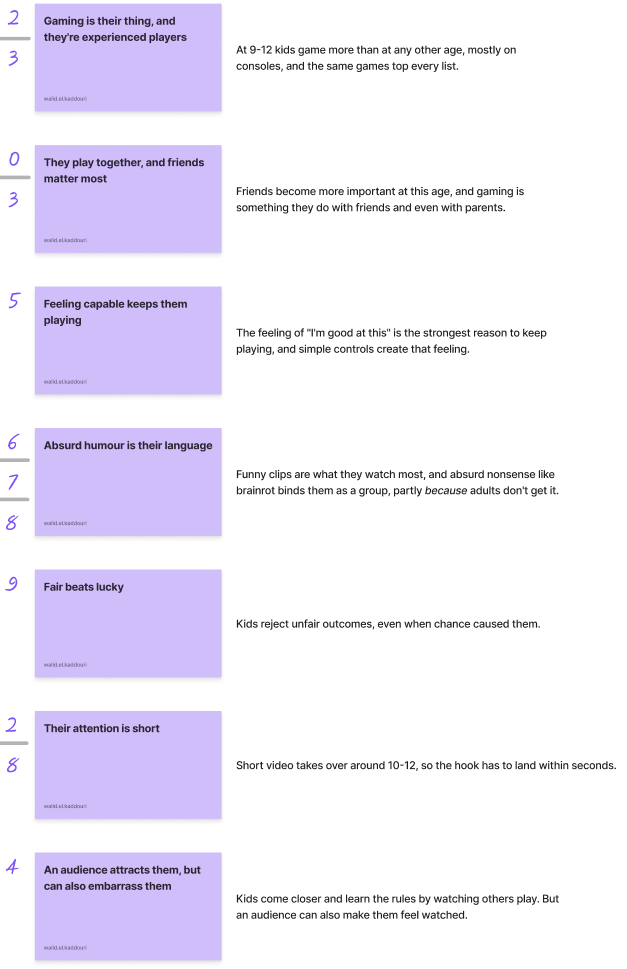 2
3
Gaming is their thing, and
they're experienced players
walid.el.kaddouri
At 9-12 kids game more than at any other age, mostly on
consoles, and the same games top every list.
0
3
They play together, and friends
matter most
walid.el.kaddouri
Friends become more important at this age, and gaming is
something they do with friends and even with parents.
5
Feeling capable keeps them
playing
walid.el.kaddouri
The feeling of "I'm good at this" is the strongest reason to keep
playing, and simple controls create that feeling.
6
7
8
Absurd humour is their language
walid.el.kaddouri
Funny clips are what they watch most, and absurd nonsense like
brainrot binds them as a group, partly because adults don't get it.
9
Fair beats lucky
walid.el.kaddouri
Kids reject unfair outcomes, even when chance caused them.
2
8
Their attention is short
walid.el.kaddouri
Short video takes over around 10-12, so the hook has to land within seconds.
4
An audience attracts them, but
can also embarrass them
walid.el.kaddouri
Kids come closer and learn the rules by watching others play. But
an audience can also make them feel watched.